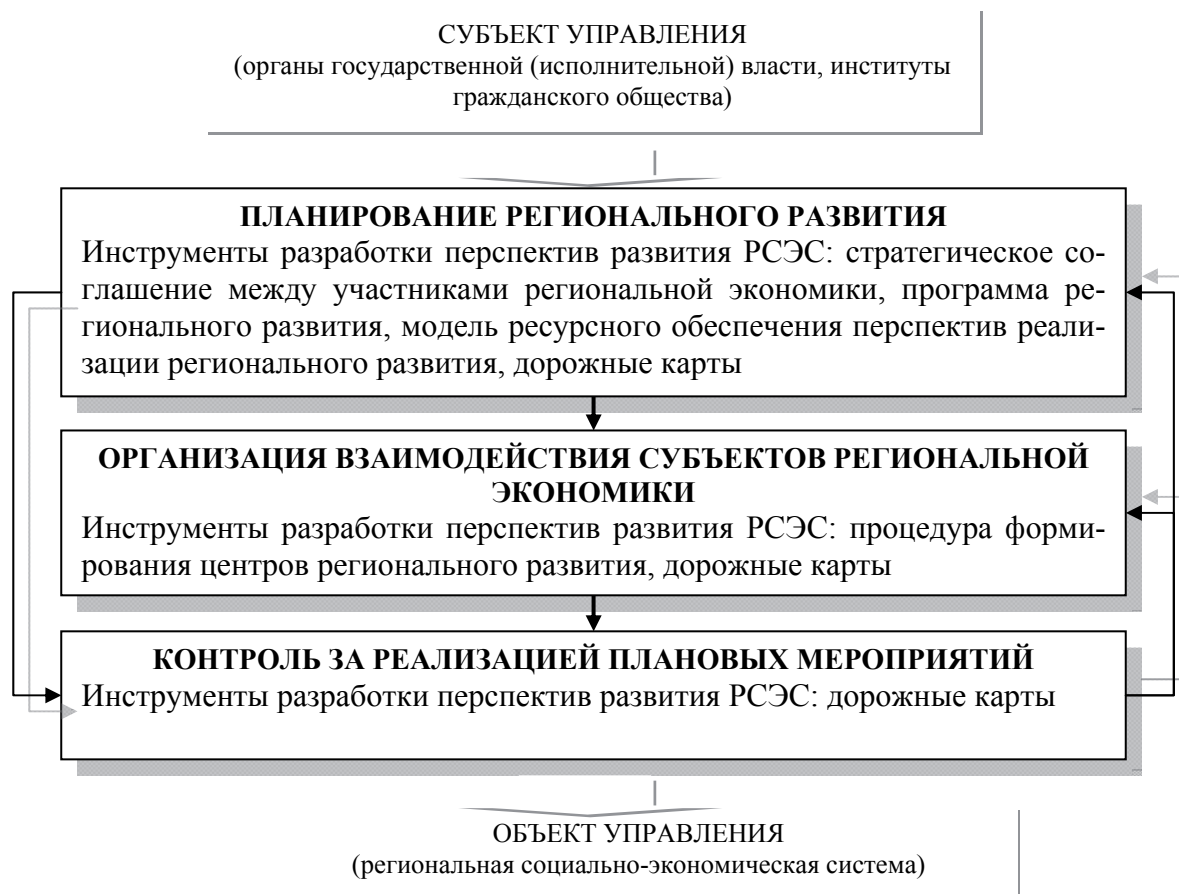 СУБЪЕКТ УПРАВЛЕНИЯ
(органы государственной (исполнительной) власти, институты
гражданского общества)
ПЛАНИРОВАНИЕ РЕГИОНАЛЬНОГО РАЗВИТИЯ
Инструменты разработки перспектив развития РСЭС: стратегическое со-
глашение между участниками региональной экономики, программа ре-
гионального развития, модель ресурсного обеспечения перспектив реали-
зации регионального развития, дорожные карты
ОРГАНИЗАЦИЯ ВЗАИМОДЕЙСТВИЯ СУБЪЕКТОВ РЕГИОНАЛЬНОЙ
ЭКОНОМИКИ
Инструменты разработки перспектив развития РСЭС: процедура форми-
рования центров регионального развития, дорожные карты
КОНТРОЛЬ ЗА РЕАЛИЗАЦИЕЙ ПЛАНОВЫХ МЕРОПРИЯТИЙ
Инструменты разработки перспектив развития РСЭС: дорожные карты
ОБЪЕКТ УПРАВЛЕНИЯ
(региональная социально-экономическая система)